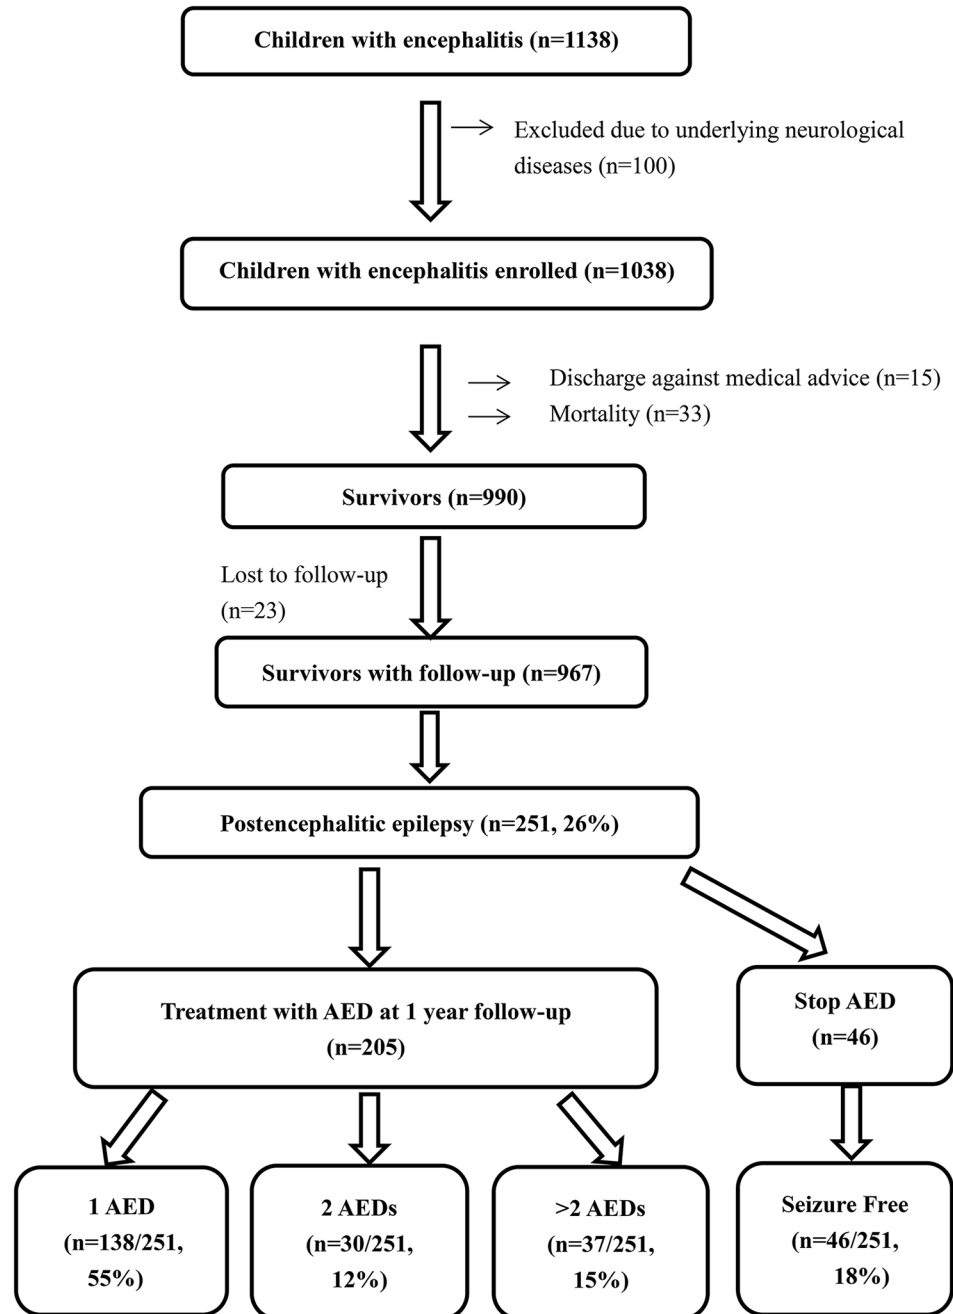 Children with encephalitis (n=1138)
Excluded due to underlying neurological
diseases (n=100)
Children with encephalitis enrolled (n=1038)
Discharge against medical advice (n=15)
Mortality (n=33)
Survivors (n=990)
Lost to follow-up
(n=23)
Survivors with follow-up (n=967)
Postencephalitic epilepsy (n=251, 26%)
Treatment with AED at 1 year follow-up
(n=205)
Stop AED
(n=46)
1 AED
(n=138/251,
55%)
2 AEDs
(n=30/251,
12%)
>2 AEDs
(n=37/251,
15%)
Seizure Free
(n=46/251,
18%)